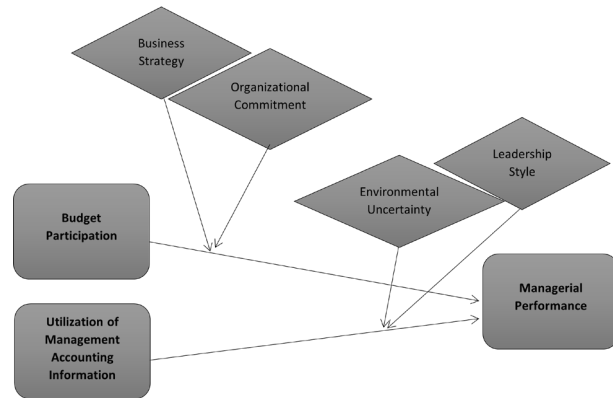 Business
Strategy
Organizational
Commitment
Leadership
Style
Environmental
Uncertainty
Budget
Participation
Managerial
Performance
Utilization of
Management
Accounting
Information